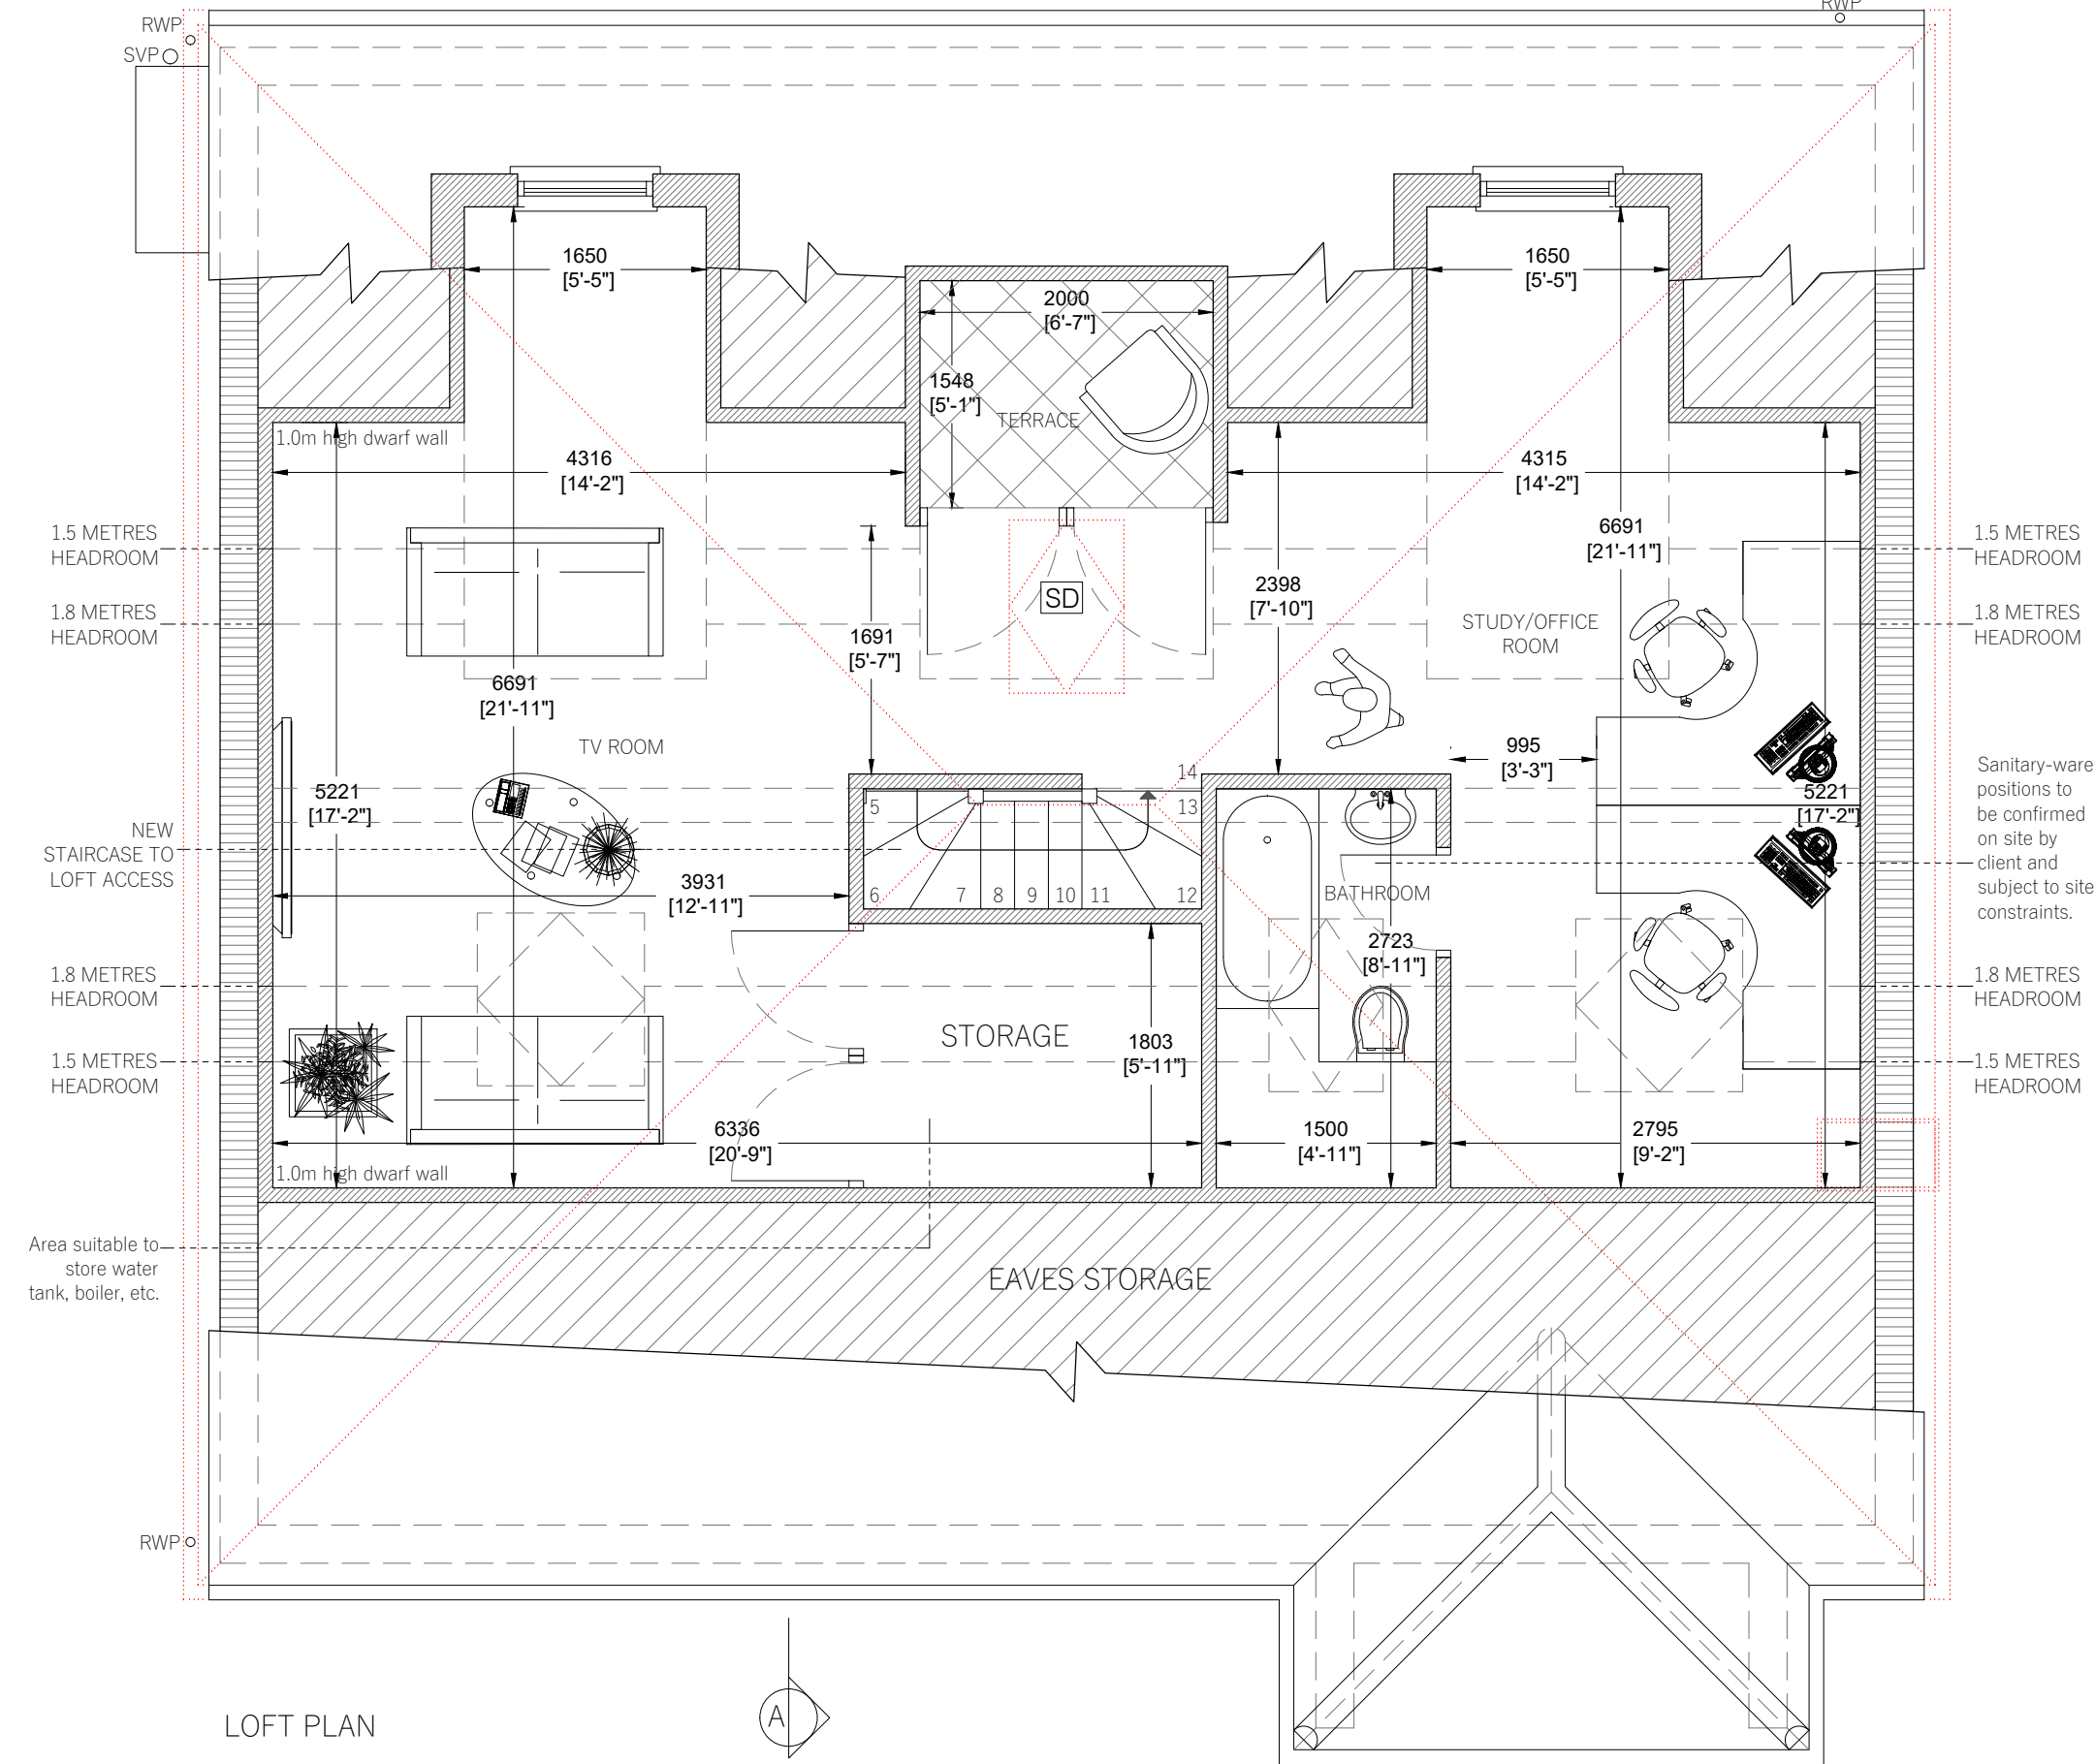 RWP
RWP
SVP
1650
[5'-5"]
1650
[5'-5"]
2000
[6'-7"]
1548
[5'-1"]
TERRACE
1.0m high dwarf wall
4316
[14'-2"]
4315
[14'-2"]
1.5 METRES
HEADROOM
6691
[21'-11"]
1.5 METRES
HEADROOM
1.8 METRES
HEADROOM
SD
2398
[7'-10"]
STUDY/OFFICE
ROOM
1.8 METRES
HEADROOM
1691
[5'-7"]
6691
[21'-11"]
TV ROOM
995
[3'-3"]
14
5
13
5221
[17'-2"]
5221
[17'-2"]
Sanitary-ware
positions to
be confirmed
on site by
client and
subject to site
constraints.
NEW
STAIRCASE TO
LOFT ACCESS
3931
[12'-11"]
6
7
8
9
10
11
12
BATHROOM
2723
[8'-11"]
1.8 METRES
HEADROOM
1.8 METRES
HEADROOM
STORAGE
1803
[5'-11"]
1.5 METRES
HEADROOM
1.5 METRES
HEADROOM
6336
[20'-9"]
1500
[4'-11"]
2795
[9'-2"]
1.0m high dwarf wall
Area suitable to
store water
tank, boiler, etc.
EAVES STORAGE
RWP
A
LOFT PLAN